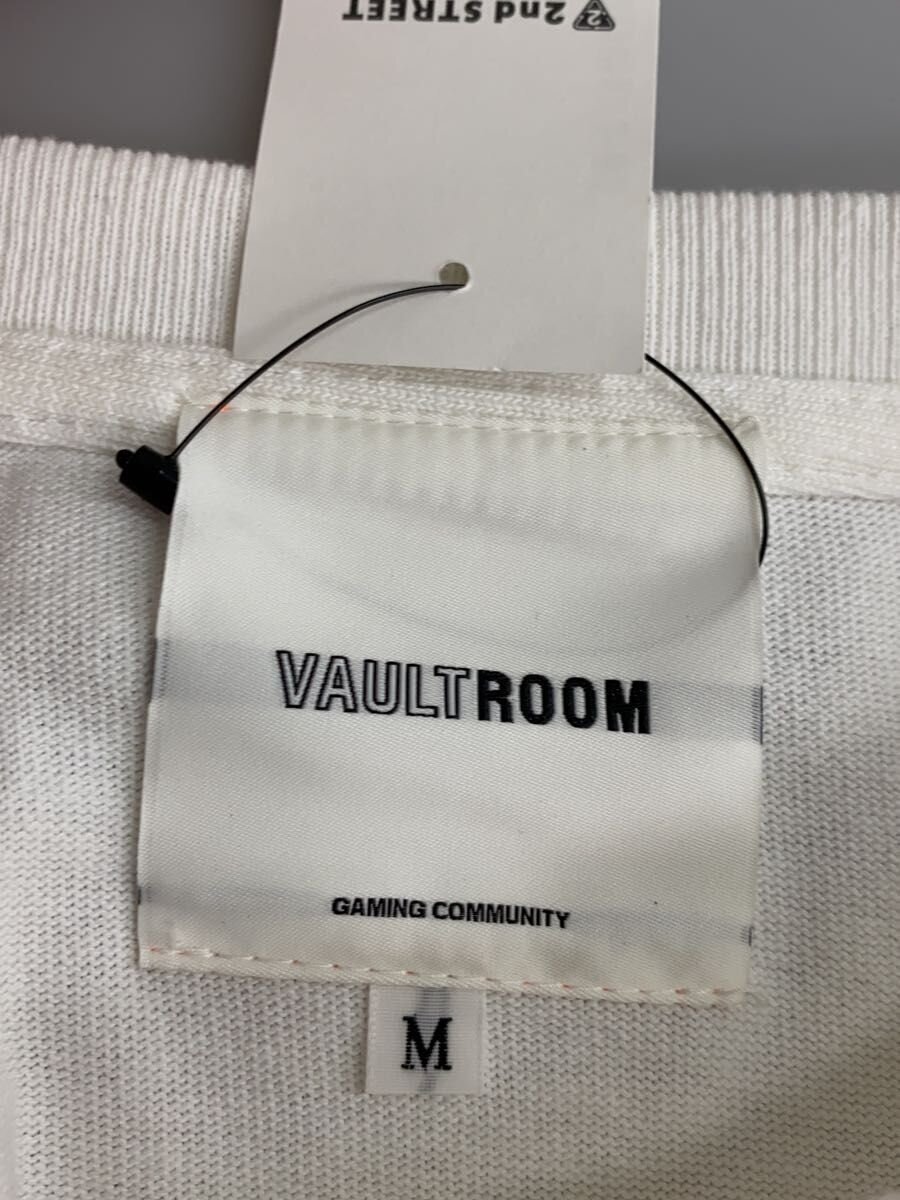 2nd STREET
VAULTROOM
GAMING COMMUNITY
M